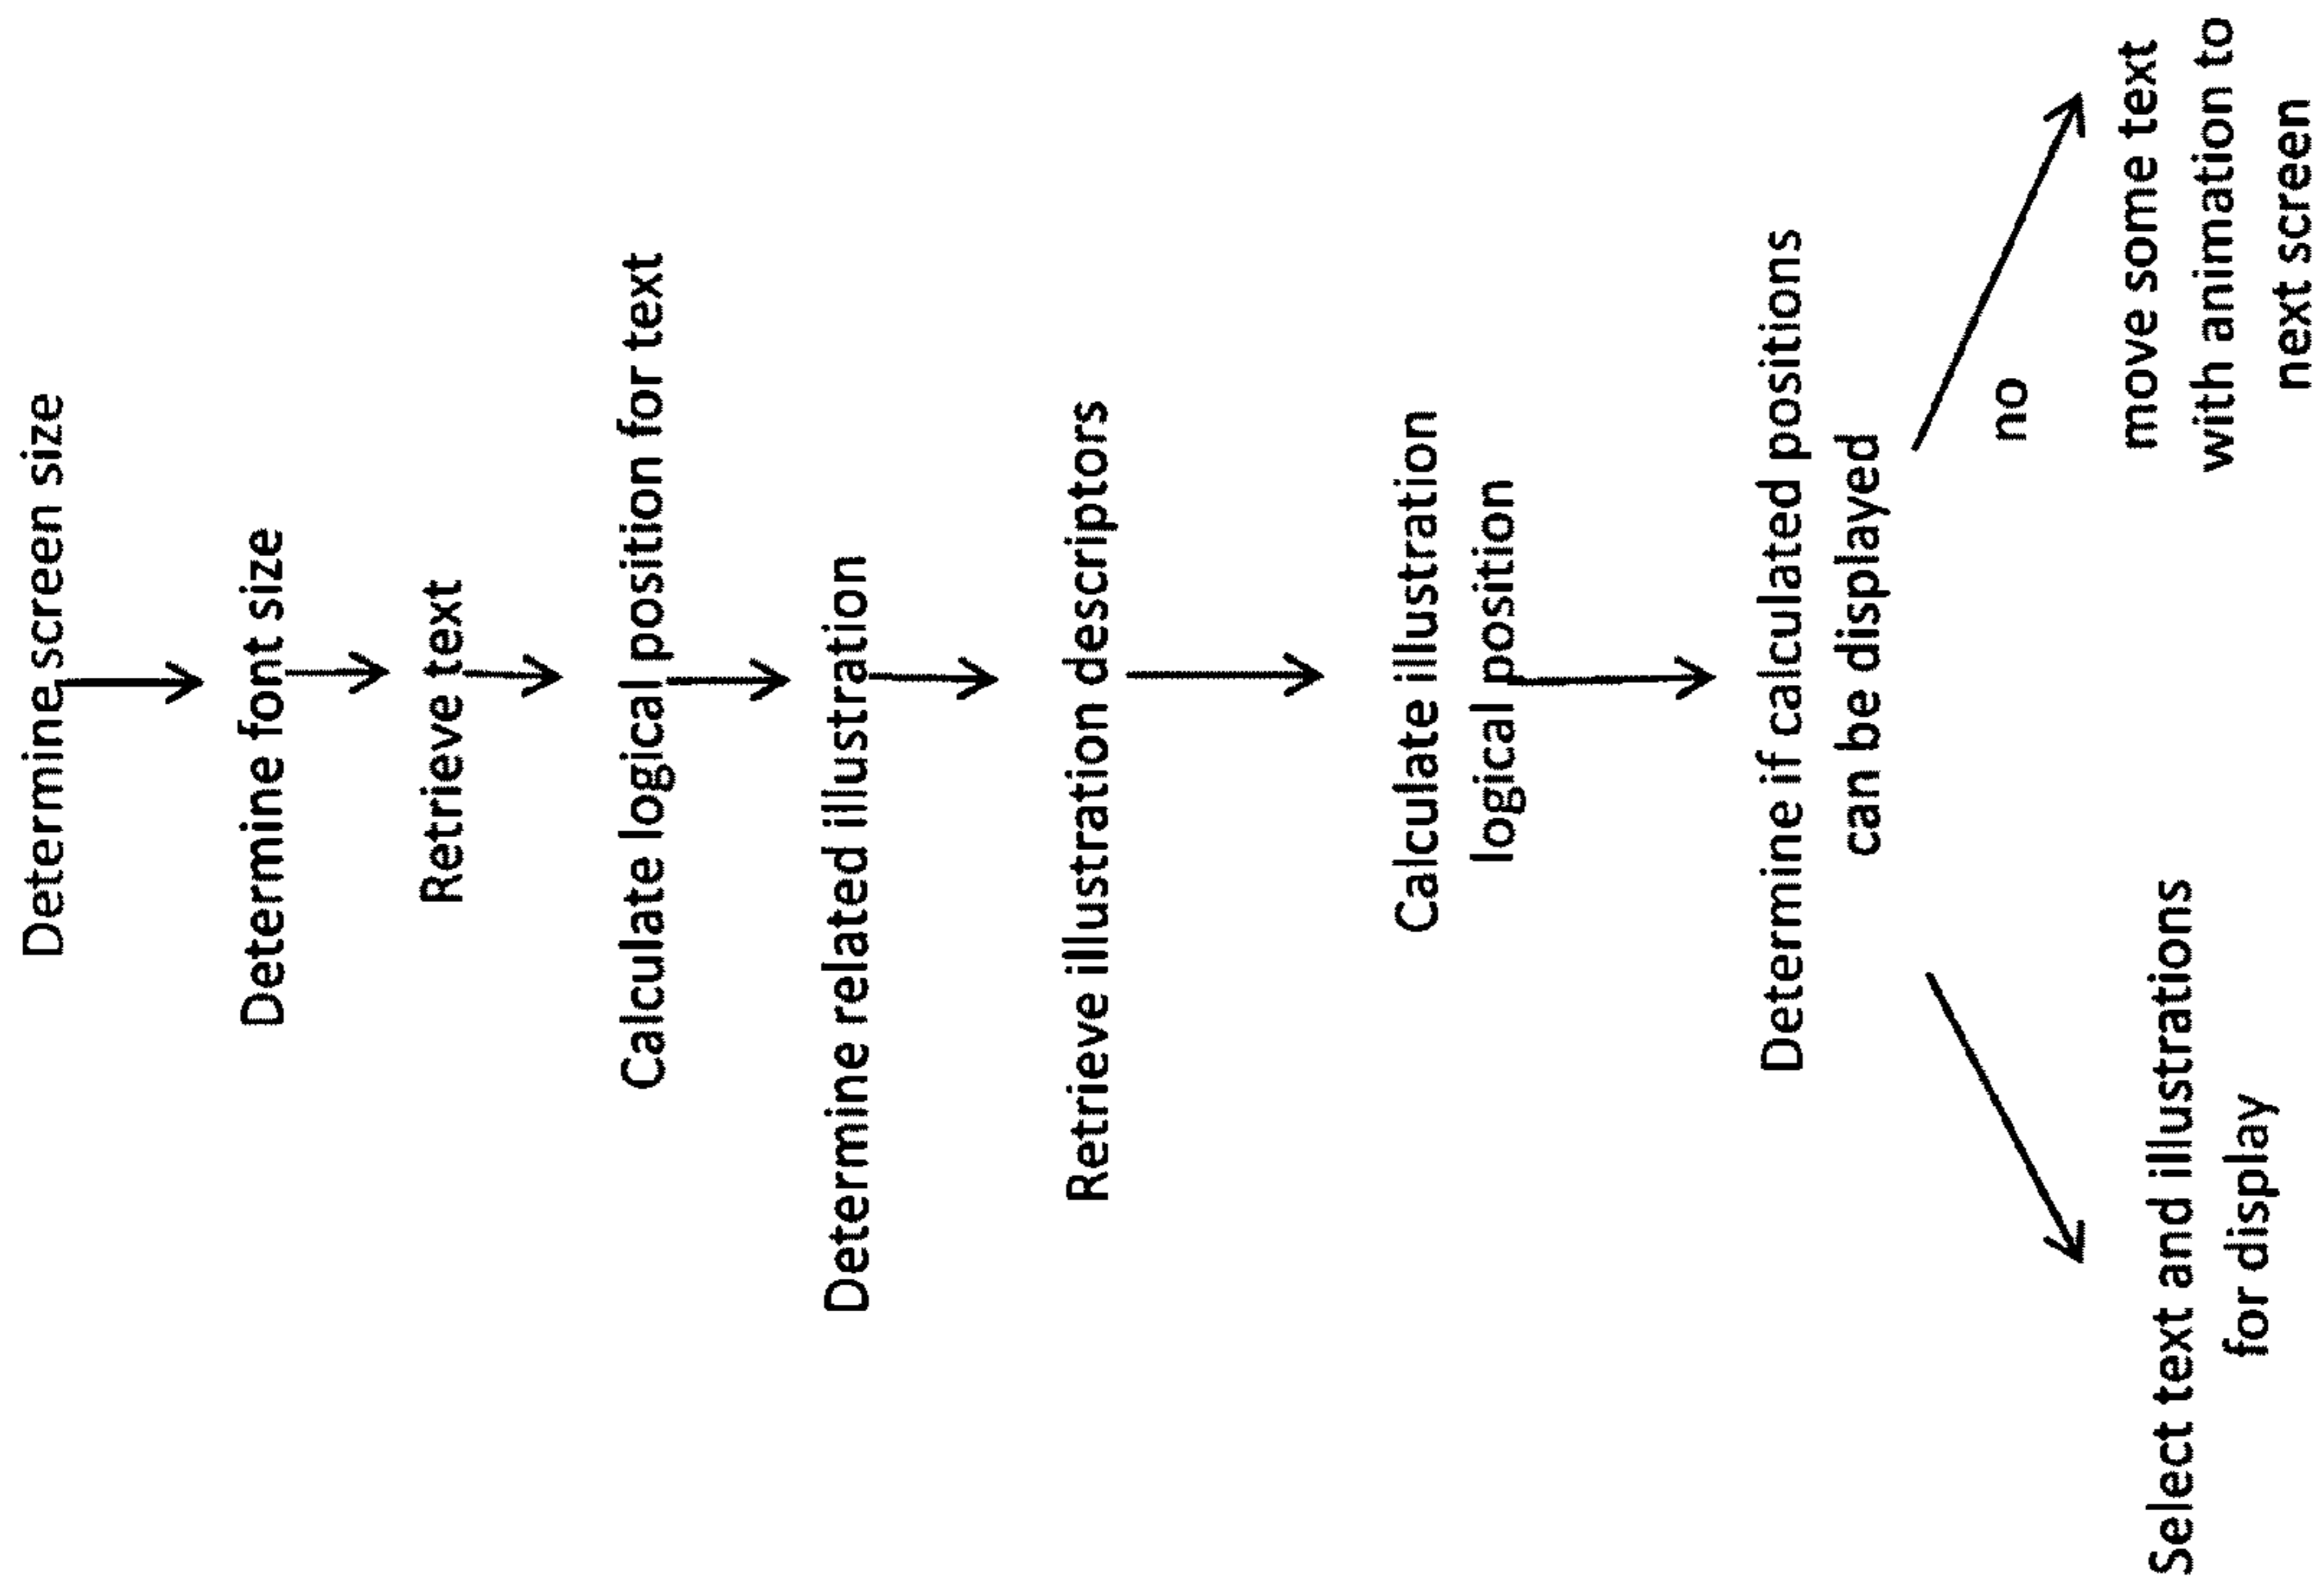 Determine screen size
Determine font size
Retrieve text
Calculate logical position for text
Determine related illustration
Retrieve illustration descriptors
Calculate illustration
logical position
Determine if calculated positions
can be displayed
no
Select text and illustrations
for display
move some text
with animation to
next screen